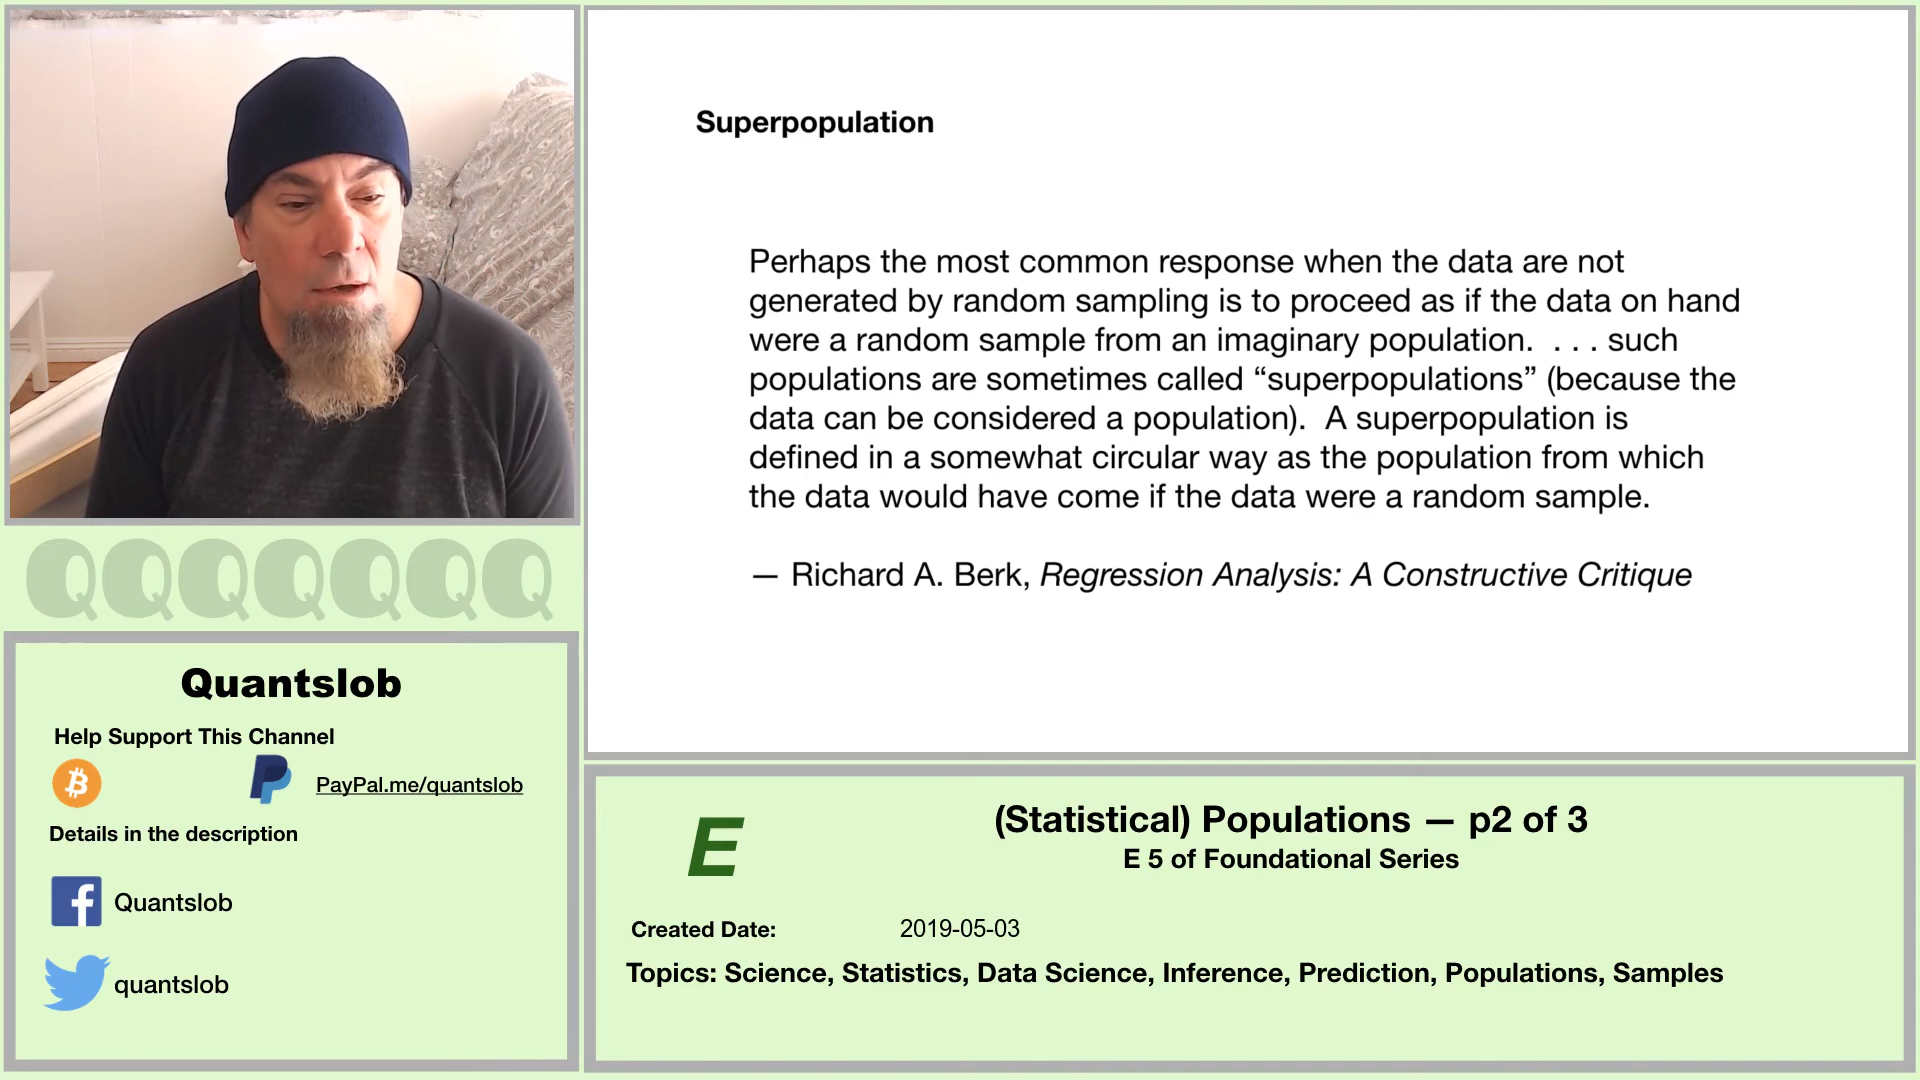 Superpopulation
Perhaps the most common response when the data are not
generated by random sampling is to proceed as if the data on hand
were a random sample from an imaginary population.  . . . such
populations are sometimes called “superpopulations” (because the
data can be considered a population).  A superpopulation is
defined in a somewhat circular way as the population from which
the data would have come if the data were a random sample.
— Richard A. Berk, Regression Analysis: A Constructive Critique
QQQQQQQ
Quantslob
Help Support This Channel
PayPal.me/quantslob
Details in the description
Quantslob
quantslob
E
(Statistical) Populations — p2 of 3
E 5 of Foundational Series
Created Date: 2019-05-03
Topics: Science, Statistics, Data Science, Inference, Prediction, Populations, Samples